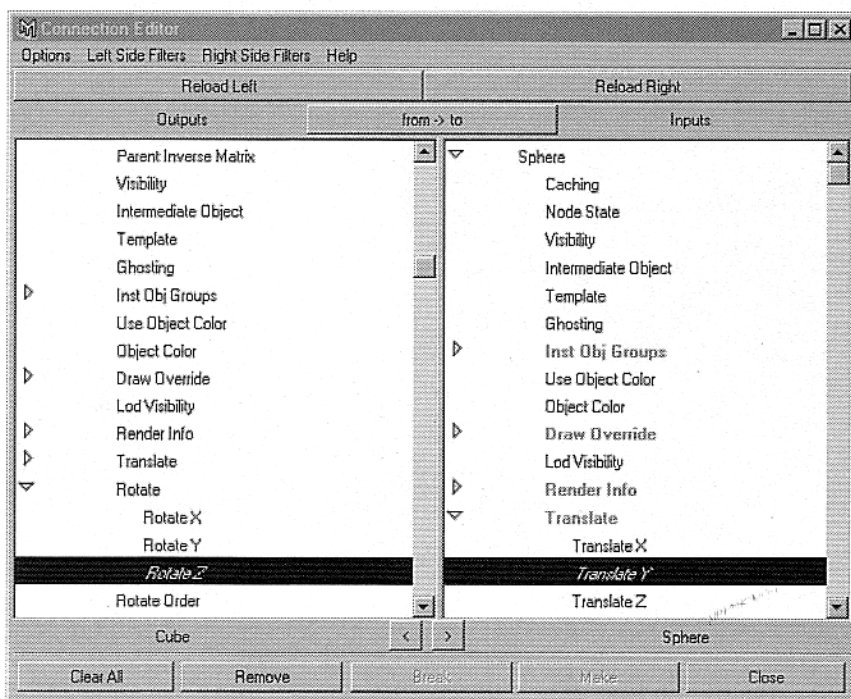 Connection Editor
Options Left Side Filters Right Side Filters Help
Reload Left Reload Right
Outputs from -> to Inputs
Parent Inverse Matrix
Visibility
Intermediate Object
Template
Ghosting
Inst Obj Groups
Use Object Color
Object Color
Draw Override
Lod Visibility
Render Info
Translate
Rotate
Rotate X
Rotate Y
Rotate Z
Rotate Order
Sphere
Caching
Node State
Visibility
Intermediate Object
Template
Ghosting
Inst Obj Groups
Use Object Color
Object Color
Draw Override
Lod Visibility
Render Info
Translate
Translate X
Translate Y
Translate Z
Cube < > Sphere
Clear All Remove Break Make Close